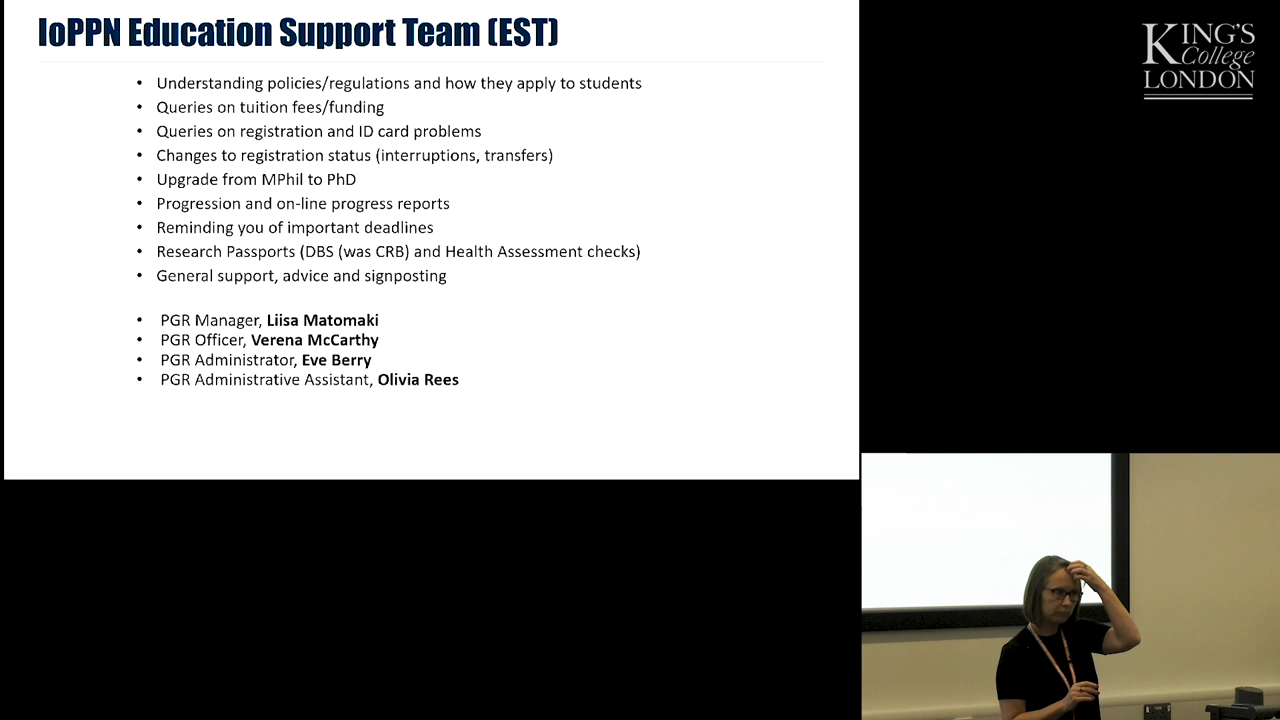 IoPPN Education Support Team (EST)
• Understanding policies/regulations and how they apply to students
• Queries on tuition fees/funding
• Queries on registration and ID card problems
• Changes to registration status (interruptions, transfers)
• Upgrade from MPhil to PhD
• Progression and on-line progress reports
• Reminding you of important deadlines
• Research Passports (DBS (was CRB) and Health Assessment checks)
• General support, advice and signposting
• PGR Manager, Liisa Matomaki
• PGR Officer, Verena McCarthy
• PGR Administrator, Eve Berry
• PGR Administrative Assistant, Olivia Rees
KING'S
College
LONDON